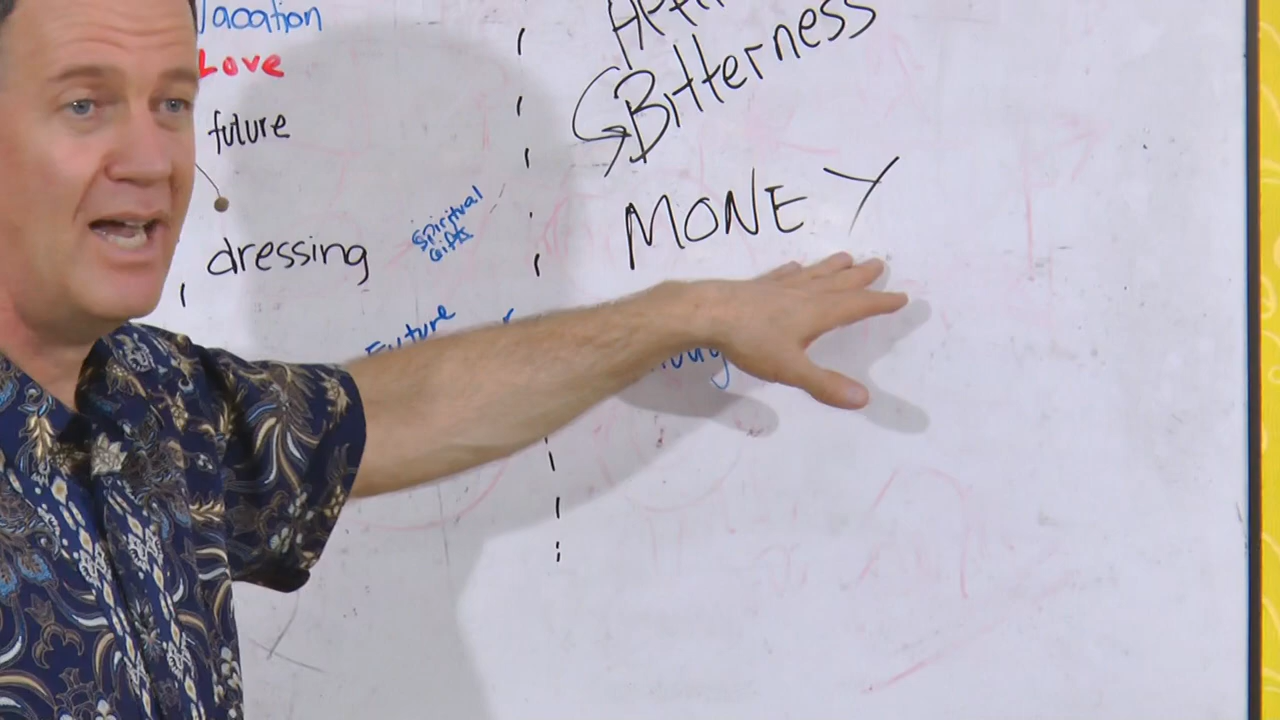 Vacation
Love
future
dressing
Spiritual
Gifts
Future
Bitterness
MONEY